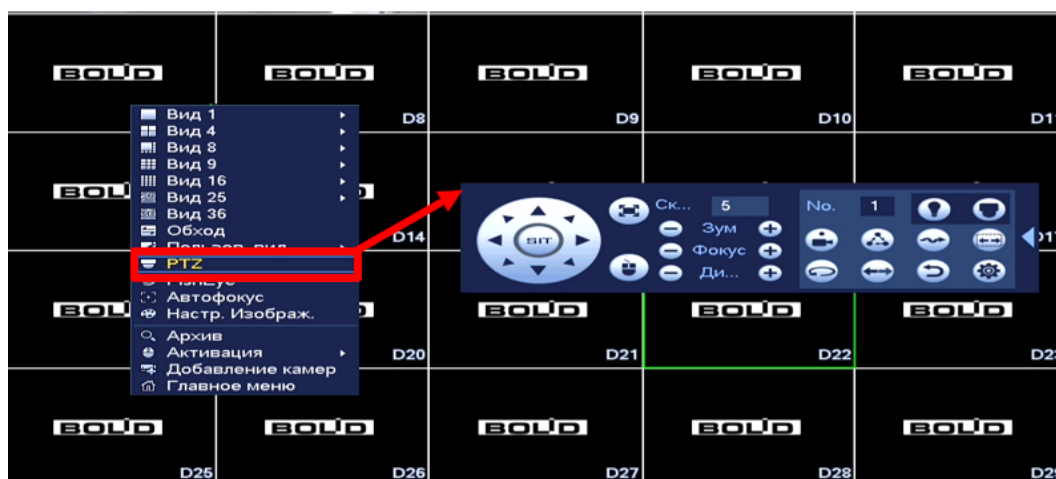 BOLID BOLID BOLID BOLID BOLID
D8 D9 D10
Вид 1
Вид 4
Вид 8
Вид 9
Вид 16
Вид 25
Вид 36
Обход
Пользов. вид
PTZ
FishEye
Автофокус
Настр. Изображ.
Архив
Активация
Добавление камер
Главное меню
D14
SIT
Ск... 5
Зум
Фокус
Ди...
No. 1
BOLID BOLID BOLID
D20 D21 D22
BOLID BOLID BOLID BOLID BOLID
D25 D26 D27 D28